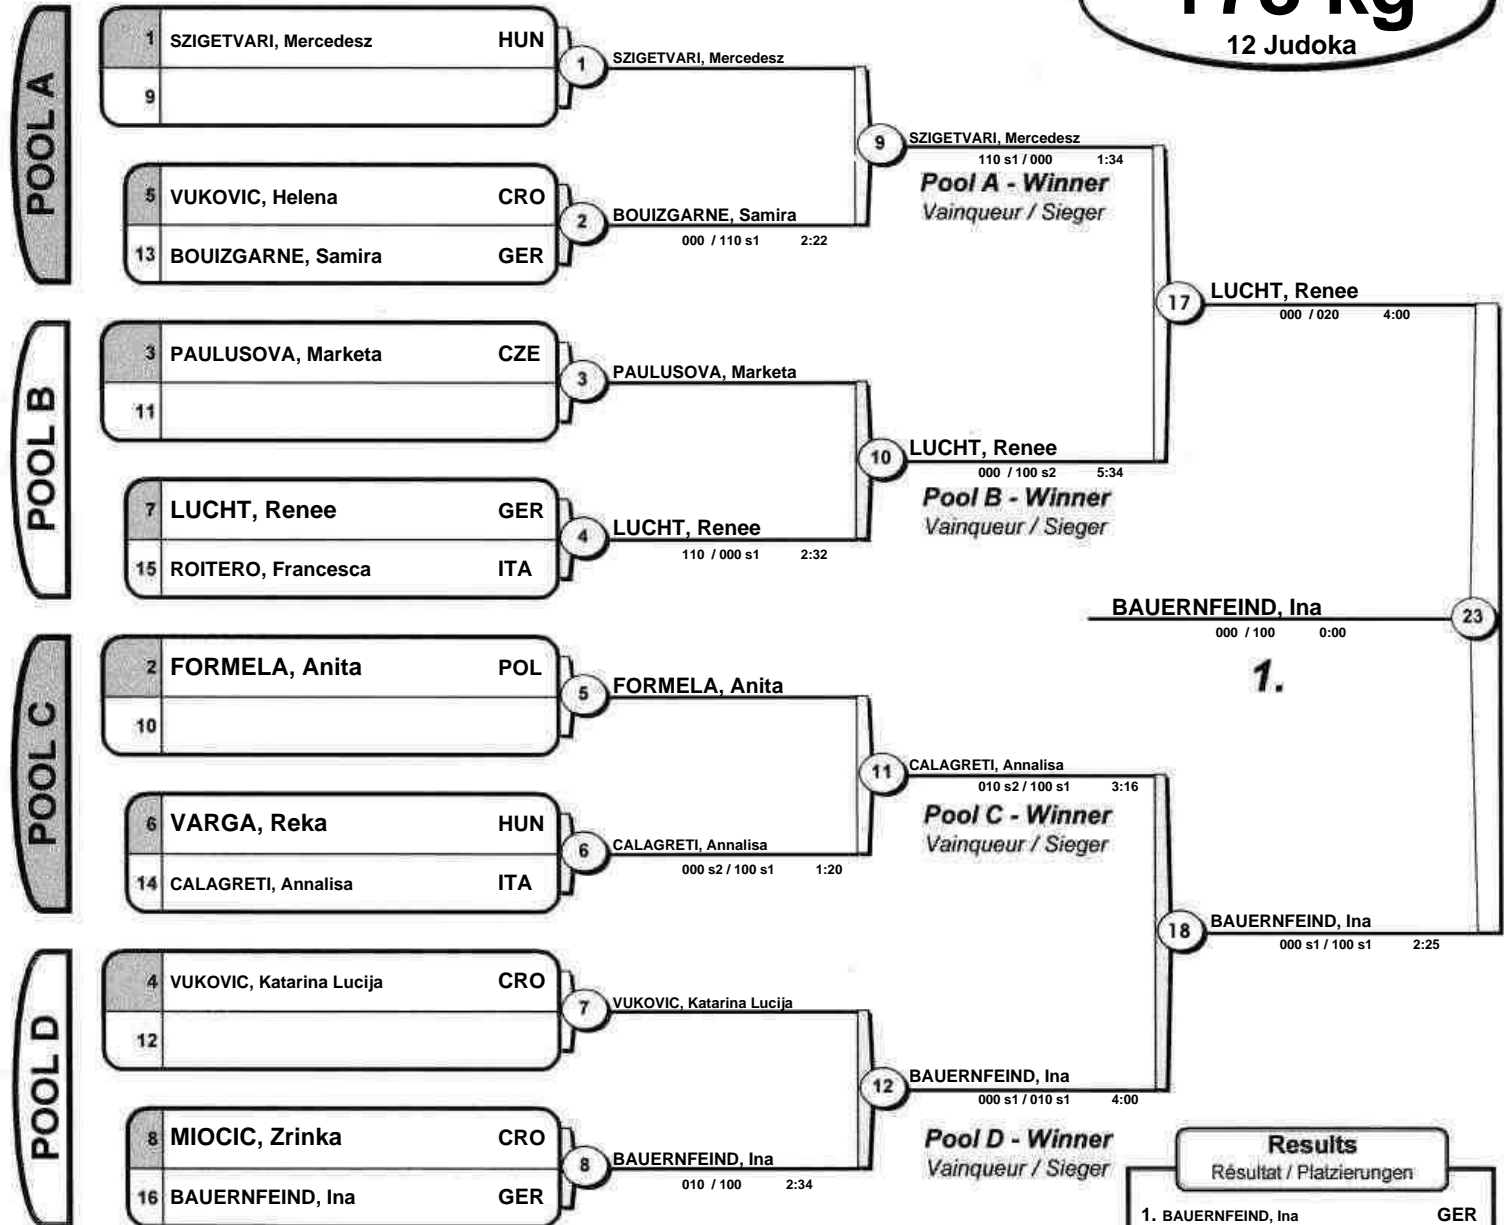 12 Judoka
POOL A
1 SZIGETVARI, Mercedesz HUN
9
1
SZIGETVARI, Mercedesz
5 VUKOVIC, Helena CRO
13 BOUIZGARNE, Samira GER
2
BOUIZGARNE, Samira
000 / 110 s1 2:22
9
SZIGETVARI, Mercedesz
110 s1 / 000 1:34
Pool A - Winner
Vainqueur / Sieger
POOL B
3 PAULUSOVA, Marketa CZE
11
3
PAULUSOVA, Marketa
7 LUCHT, Renee GER
15 ROITERO, Francesca ITA
4
LUCHT, Renee
110 / 000 s1 2:32
10
LUCHT, Renee
000 / 100 s2 5:34
Pool B - Winner
Vainqueur / Sieger
17
LUCHT, Renee
000 / 020 4:00
BAUERNFEIND, Ina
000 / 100 0:00
23
1.
POOL C
2 FORMELA, Anita POL
10
5
FORMELA, Anita
6 VARGA, Reka HUN
14 CALAGRETI, Annalisa ITA
6
CALAGRETI, Annalisa
000 s2 / 100 s1 1:20
11
CALAGRETI, Annalisa
010 s2 / 100 s1 3:16
Pool C - Winner
Vainqueur / Sieger
18
BAUERNFEIND, Ina
000 s1 / 100 s1 2:25
POOL D
4 VUKOVIC, Katarina Lucija CRO
12
7
VUKOVIC, Katarina Lucija
8 MIOCIC, Zrinka CRO
16 BAUERNFEIND, Ina GER
8
BAUERNFEIND, Ina
010 / 100 2:34
12
BAUERNFEIND, Ina
000 s1 / 010 s1 4:00
Pool D - Winner
Vainqueur / Sieger
Results
Résultat / Platzierungen
1. BAUERNFEIND, Ina GER